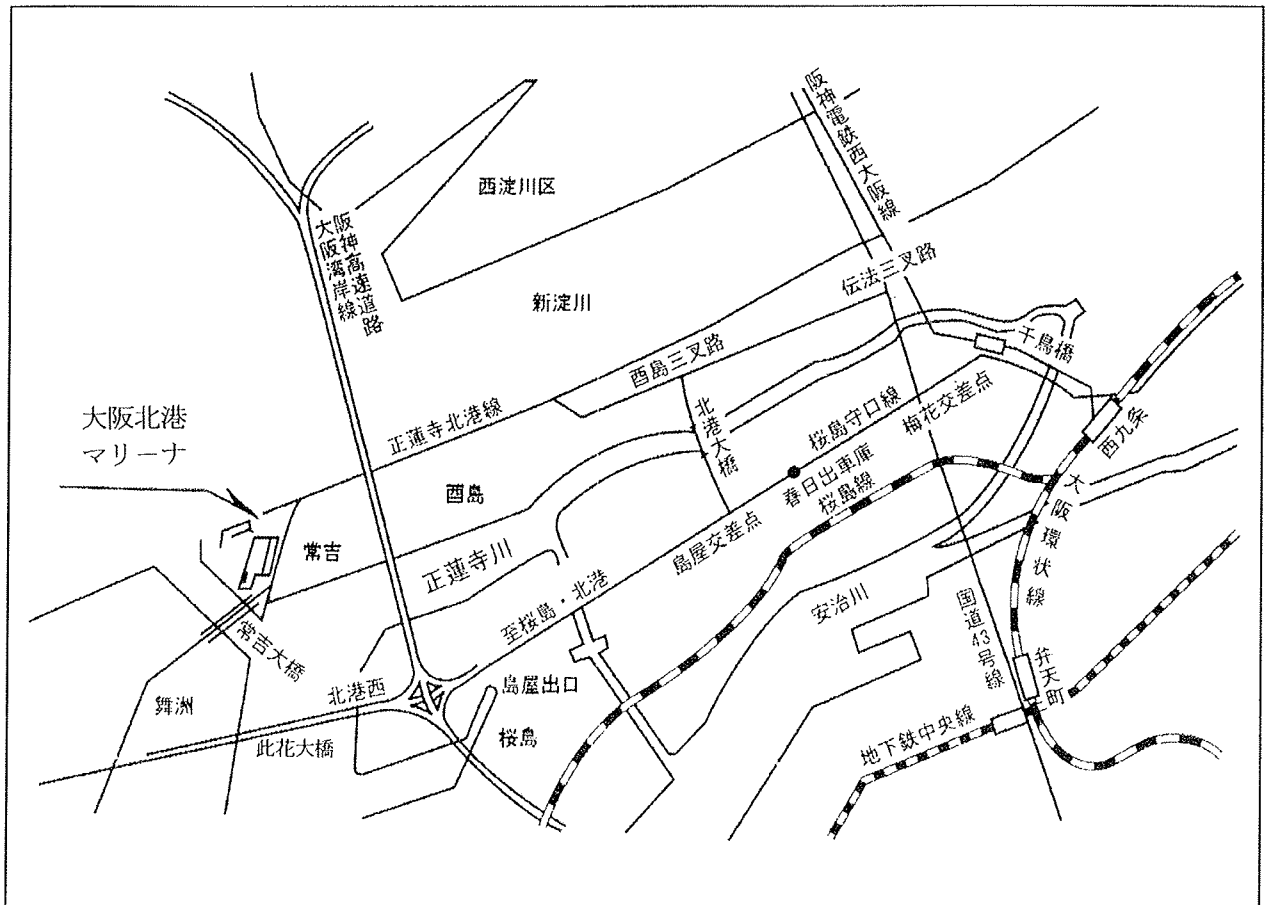 阪神電鉄西大阪線
西淀川区
大阪湾岸線
阪神高速道路
新淀川
伝法三叉路
千鳥橋
酉島三叉路
大阪北港
マリーナ
正蓮寺北港線
北港大橋
桜島守口線
梅花交差点
西九条
春日出車庫
桜島線
酉島
島屋交差点
大阪環状線
常吉
正蓮寺川
安治川
国道43号線
至桜島・北港
常吉大橋
弁天町
北港西
島屋出口
舞洲
桜島
此花大橋
地下鉄中央線